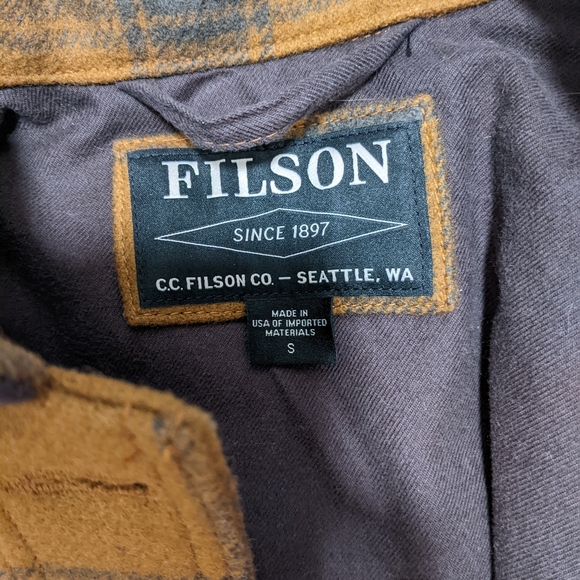 FILSON
SINCE 1897
C.C. FILSON CO. — SEATTLE, WA
MADE IN
USA OF IMPORTED
MATERIALS
S